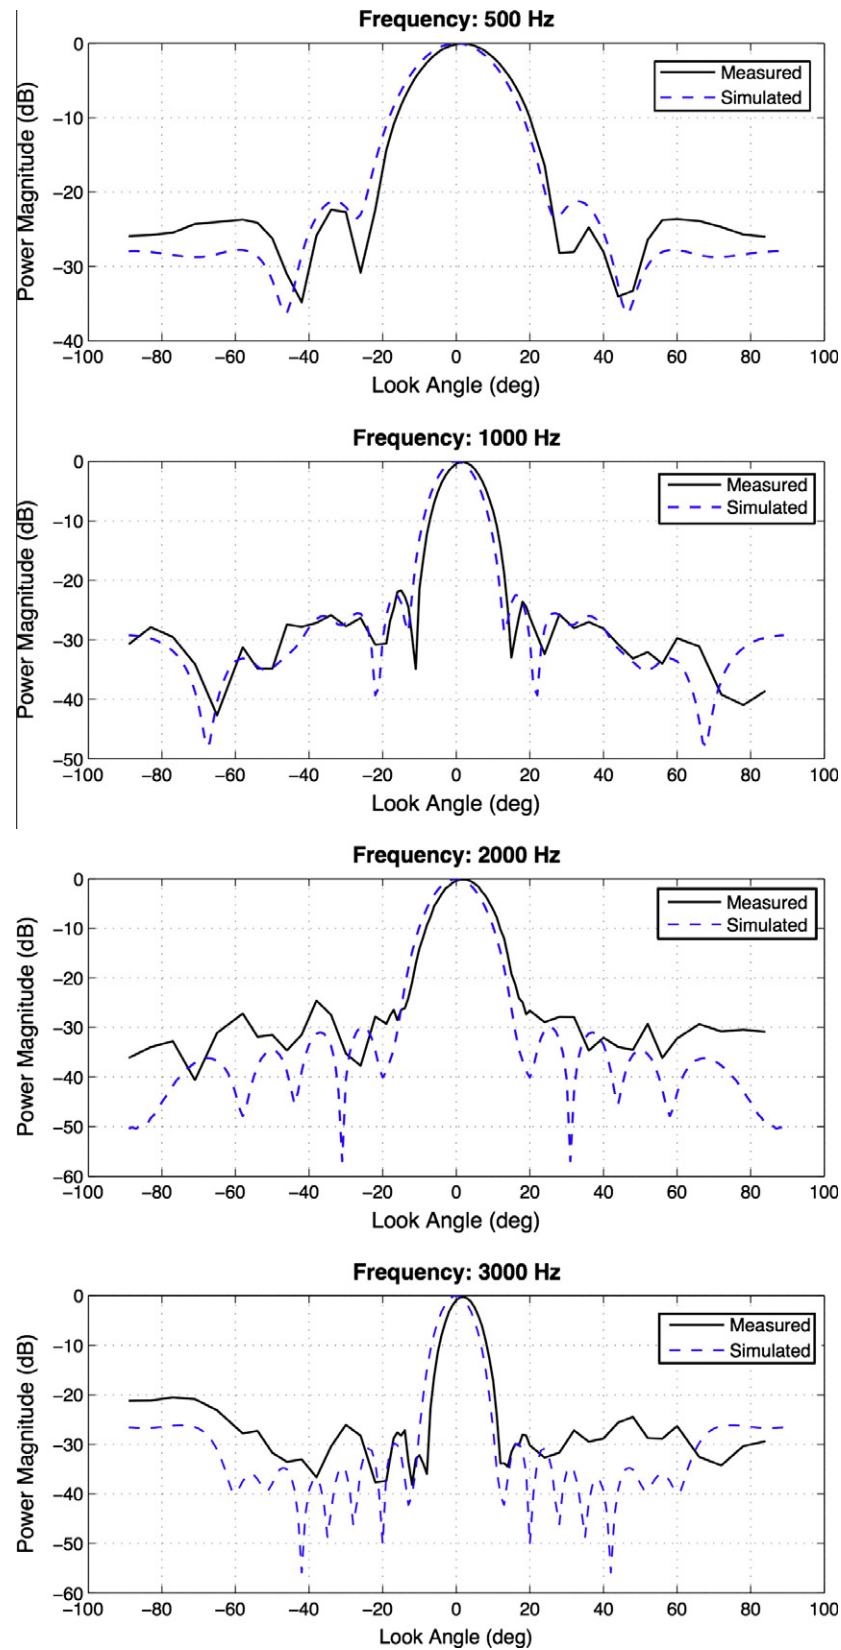 Frequency: 500 Hz
Power Magnitude (dB)
0
−10
−20
−30
−40
Measured
Simulated
−100 −80 −60 −40 −20 0 20 40 60 80 100
Look Angle (deg)
Frequency: 1000 Hz
Power Magnitude (dB)
0
−10
−20
−30
−40
−50
Measured
Simulated
−100 −80 −60 −40 −20 0 20 40 60 80 100
Look Angle (deg)
Frequency: 2000 Hz
Power Magnitude (dB)
0
−10
−20
−30
−40
−50
−60
Measured
Simulated
−100 −80 −60 −40 −20 0 20 40 60 80 100
Look Angle (deg)
Frequency: 3000 Hz
Power Magnitude (dB)
0
−10
−20
−30
−40
−50
−60
Measured
Simulated
−100 −80 −60 −40 −20 0 20 40 60 80 100
Look Angle (deg)